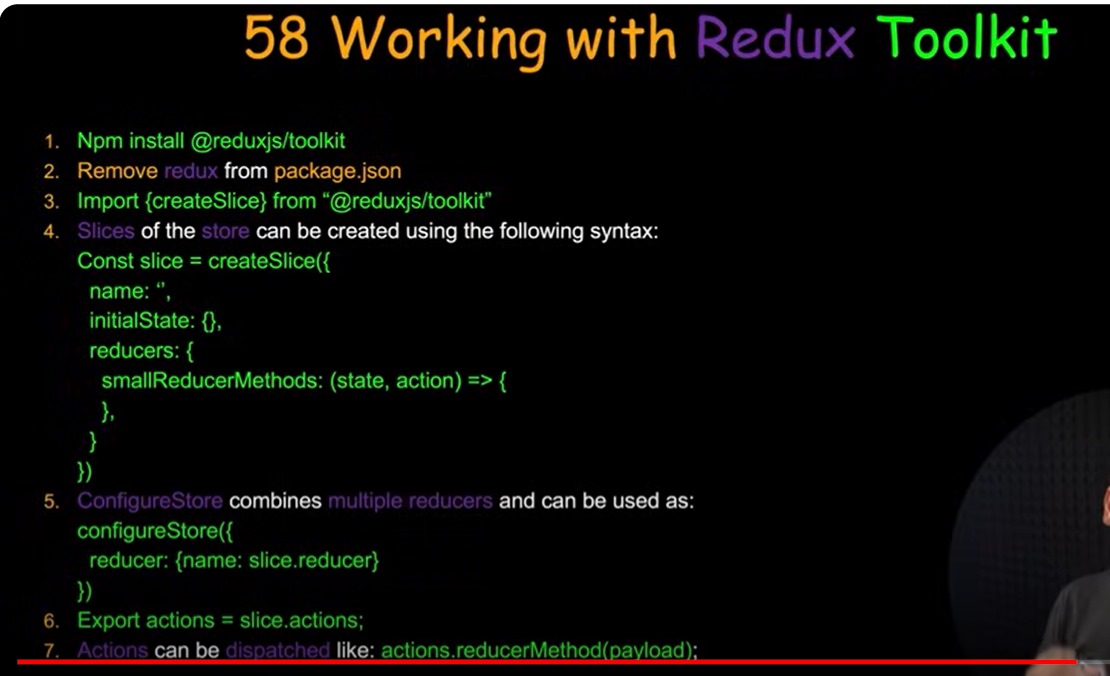 58 Working with Redux Toolkit
1. Npm install @reduxjs/toolkit
2. Remove redux from package.json
3. Import {createSlice} from “@reduxjs/toolkit”
4. Slices of the store can be created using the following syntax:
Const slice = createSlice({
name: ‘’,
initialState: {},
reducers: {
smallReducerMethods: (state, action) => {
},
}
})
5. ConfigureStore combines multiple reducers and can be used as:
configureStore({
reducer: {name: slice.reducer}
})
6. Export actions = slice.actions;
7. Actions can be dispatched like: actions.reducerMethod(payload);